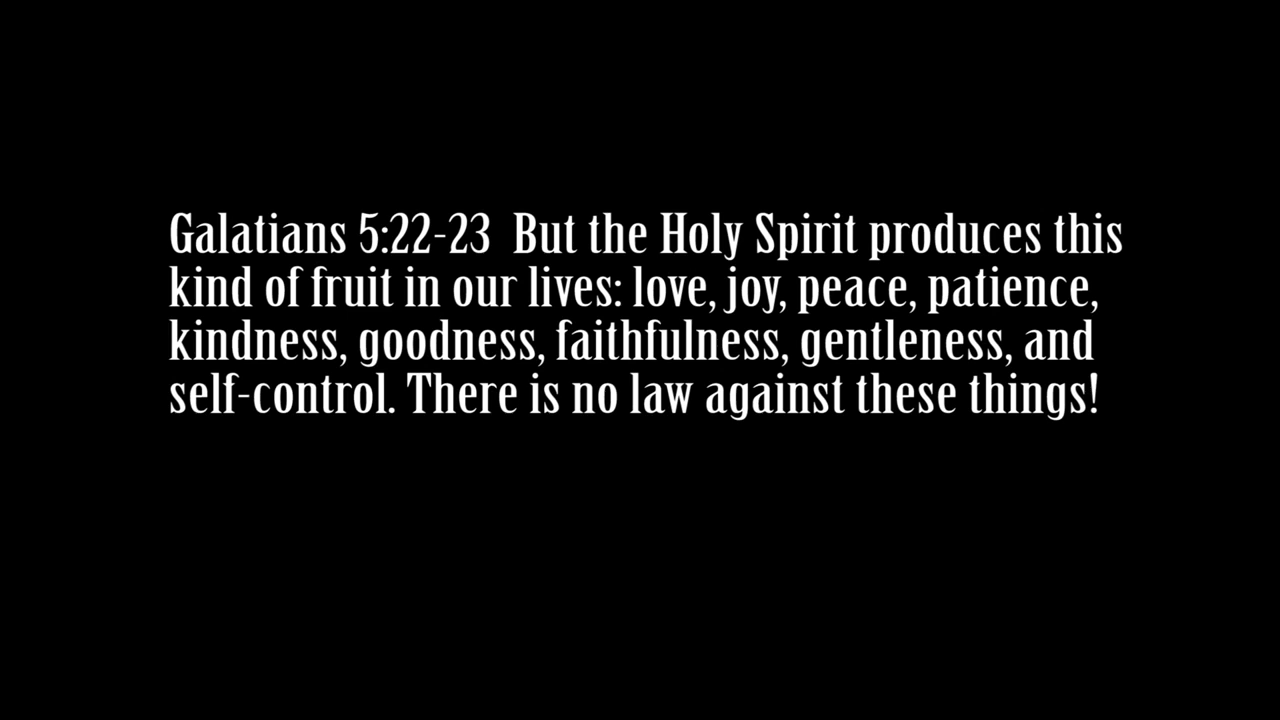 Galatians 5:22-23  But the Holy Spirit produces this
kind of fruit in our lives: love, joy, peace, patience,
kindness, goodness, faithfulness, gentleness, and
self-control. There is no law against these things!